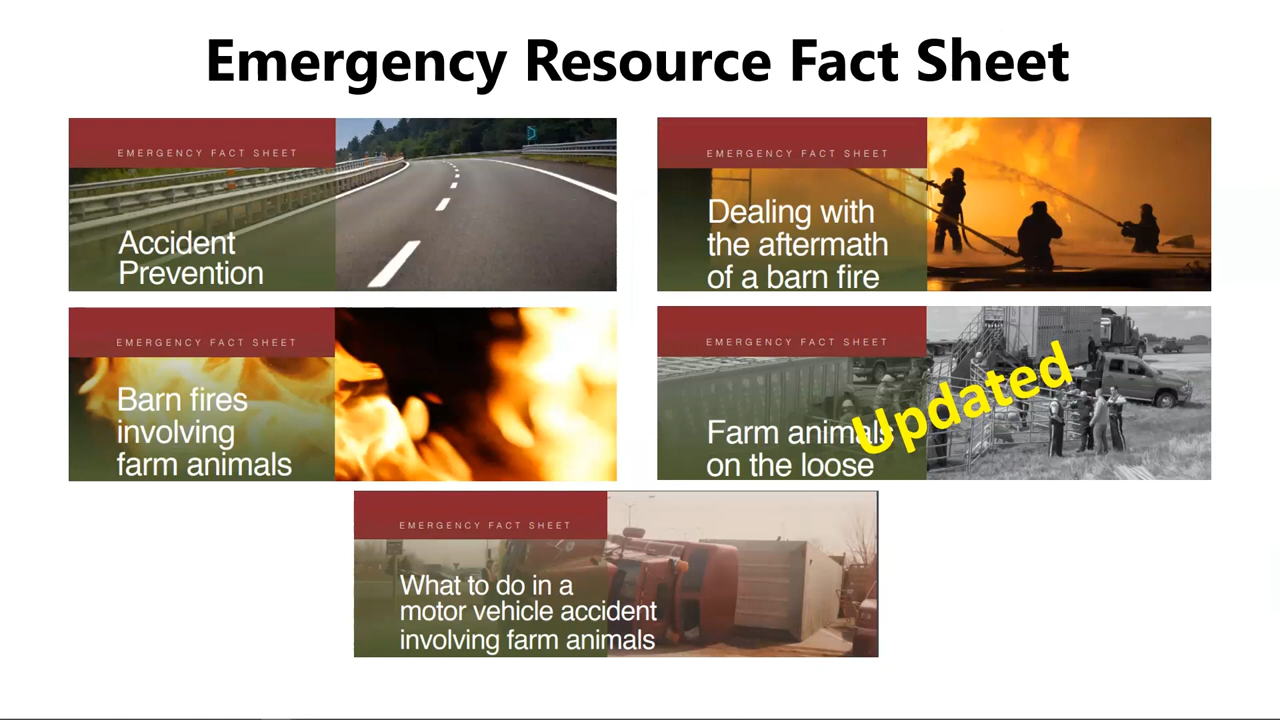 Emergency Resource Fact Sheet
EMERGENCY FACT SHEET
Accident
Prevention
EMERGENCY FACT SHEET
Dealing with
the aftermath
of a barn fire
EMERGENCY FACT SHEET
Barn fires
involving
farm animals
EMERGENCY FACT SHEET
Farm animals
on the loose
Updated
EMERGENCY FACT SHEET
What to do in a
motor vehicle accident
involving farm animals